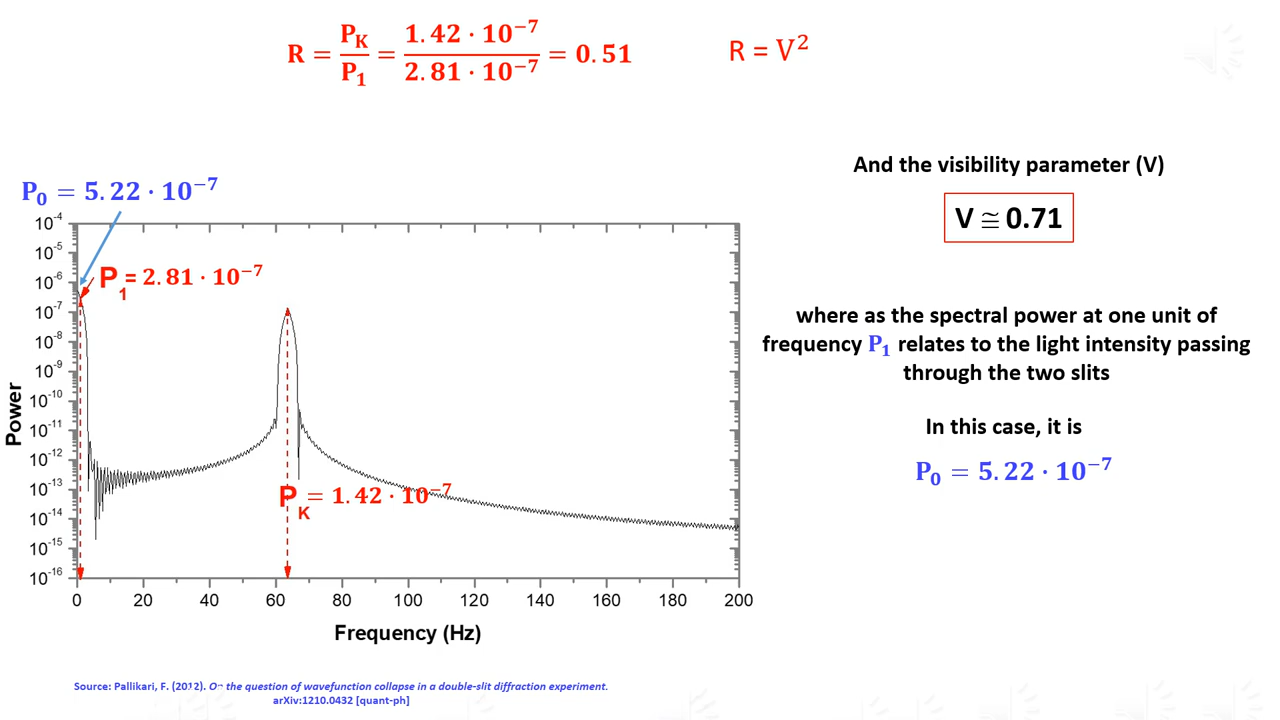 R = P_K/P_1 = 1.42 · 10^−7/2.81 · 10^−7 = 0.51
R = V^2
And the visibility parameter (V)
V ≅ 0.71
where as the spectral power at one unit of
frequency P_1 relates to the light intensity passing
through the two slits
In this case, it is
P_0 = 5.22 · 10^−7
P_0 = 5.22 · 10^−7
P_1 = 2.81 · 10^−7
P_K = 1.42 · 10^−7
Power
10^-4
10^-5
10^-6
10^-7
10^-8
10^-9
10^-10
10^-11
10^-12
10^-13
10^-14
10^-15
10^-16
0 20 40 60 80 100 120 140 160 180 200
Frequency (Hz)
Source: Pallikari, F. (2012). On the question of wavefunction collapse in a double-slit diffraction experiment.
arXiv:1210.0432 [quant-ph]